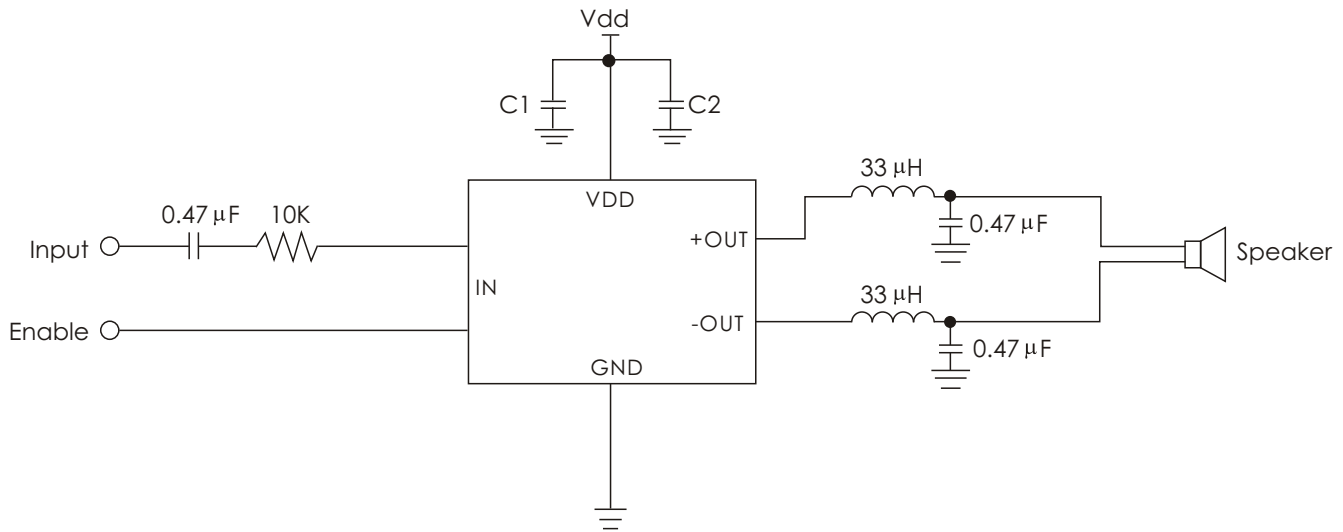 Vdd
C1
C2
33 μH
VDD
0.47 μF
10K
0.47 μF
+OUT
Input
Speaker
IN
33 μH
-OUT
Enable
0.47 μF
GND